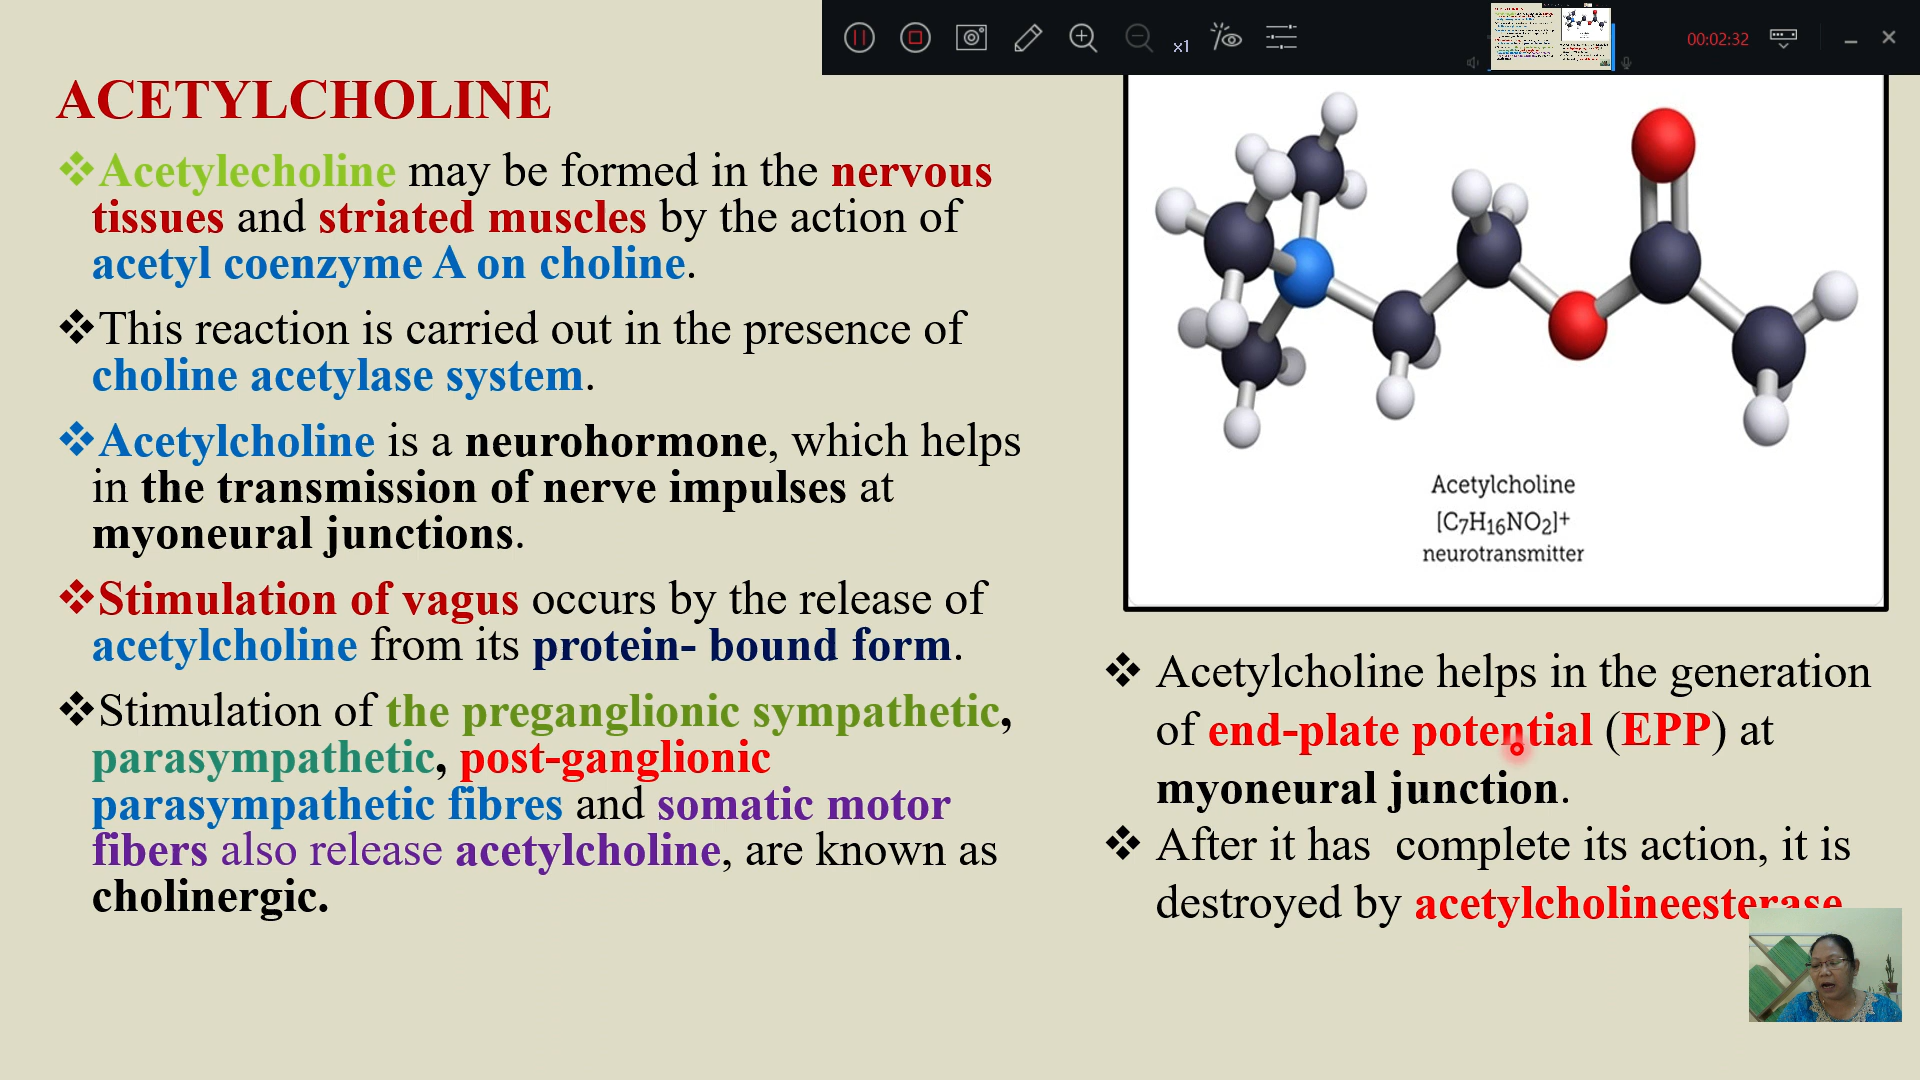 x1
00:02:32
ACETYLCHOLINE
❖Acetylecholine may be formed in the nervous
tissues and striated muscles by the action of
acetyl coenzyme A on choline.
❖This reaction is carried out in the presence of
choline acetylase system.
❖Acetylcholine is a neurohormone, which helps
in the transmission of nerve impulses at
myoneural junctions.
❖Stimulation of vagus occurs by the release of
acetylcholine from its protein- bound form.
❖Stimulation of the preganglionic sympathetic,
parasympathetic, post-ganglionic
parasympathetic fibres and somatic motor
fibers also release acetylcholine, are known as
cholinergic.
Acetylcholine
[C7H16NO2]+
neurotransmitter
❖ Acetylcholine helps in the generation
of end-plate potential (EPP) at
myoneural junction.
❖ After it has  complete its action, it is
destroyed by acetylcholineesterase